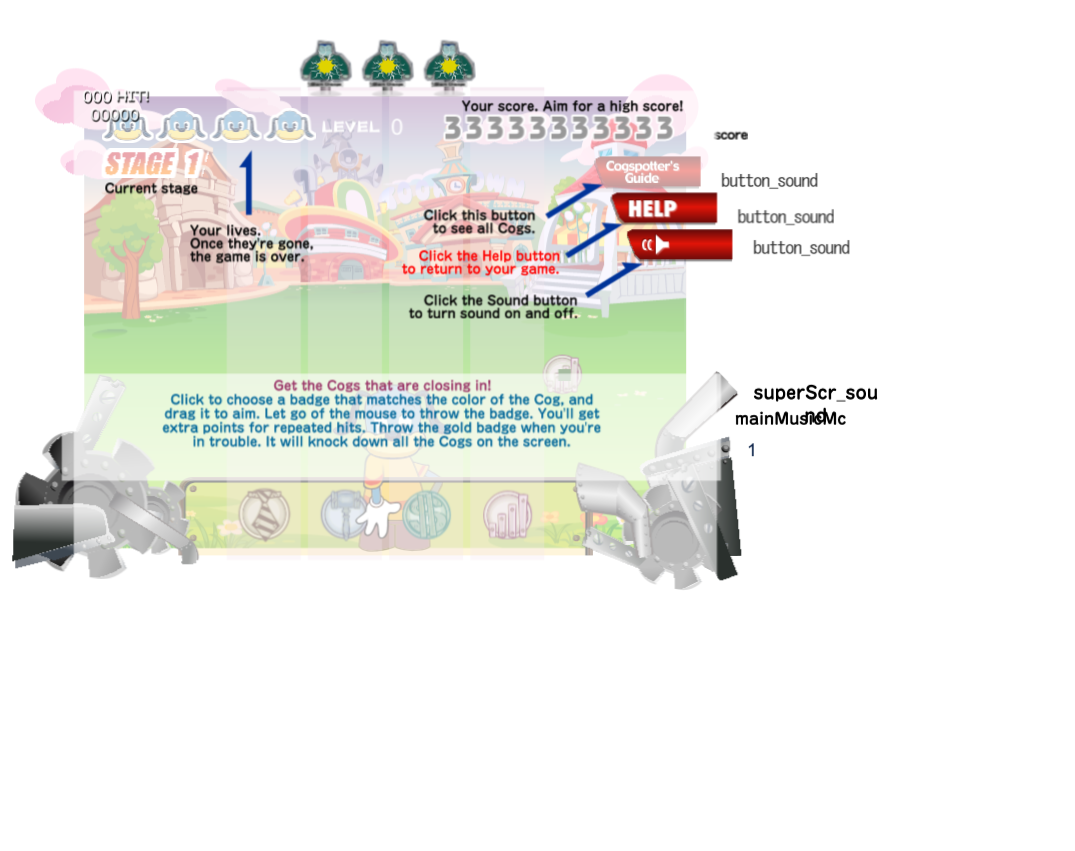 000 HIT!
00000
Your score. Aim for a high score!
LEVEL 0
33333333333
score
STAGE 1
Cogspotter's
Guide
button_sound
Current stage
HELP
button_sound
Click this button
to see all Cogs.
Your lives.
Once they're gone,
the game is over.
button_sound
Click the Help button
to return to your game.
Click the Sound button
to turn sound on and off.
Get the Cogs that are closing in!
Click to choose a badge that matches the color of the Cog, and
drag it to aim. Let go of the mouse to throw the badge. You'll get
extra points for repeated hits. Throw the gold badge when you're
in trouble. It will knock down all the Cogs on the screen.
superScr_sou
nd
mainMusicMc
1